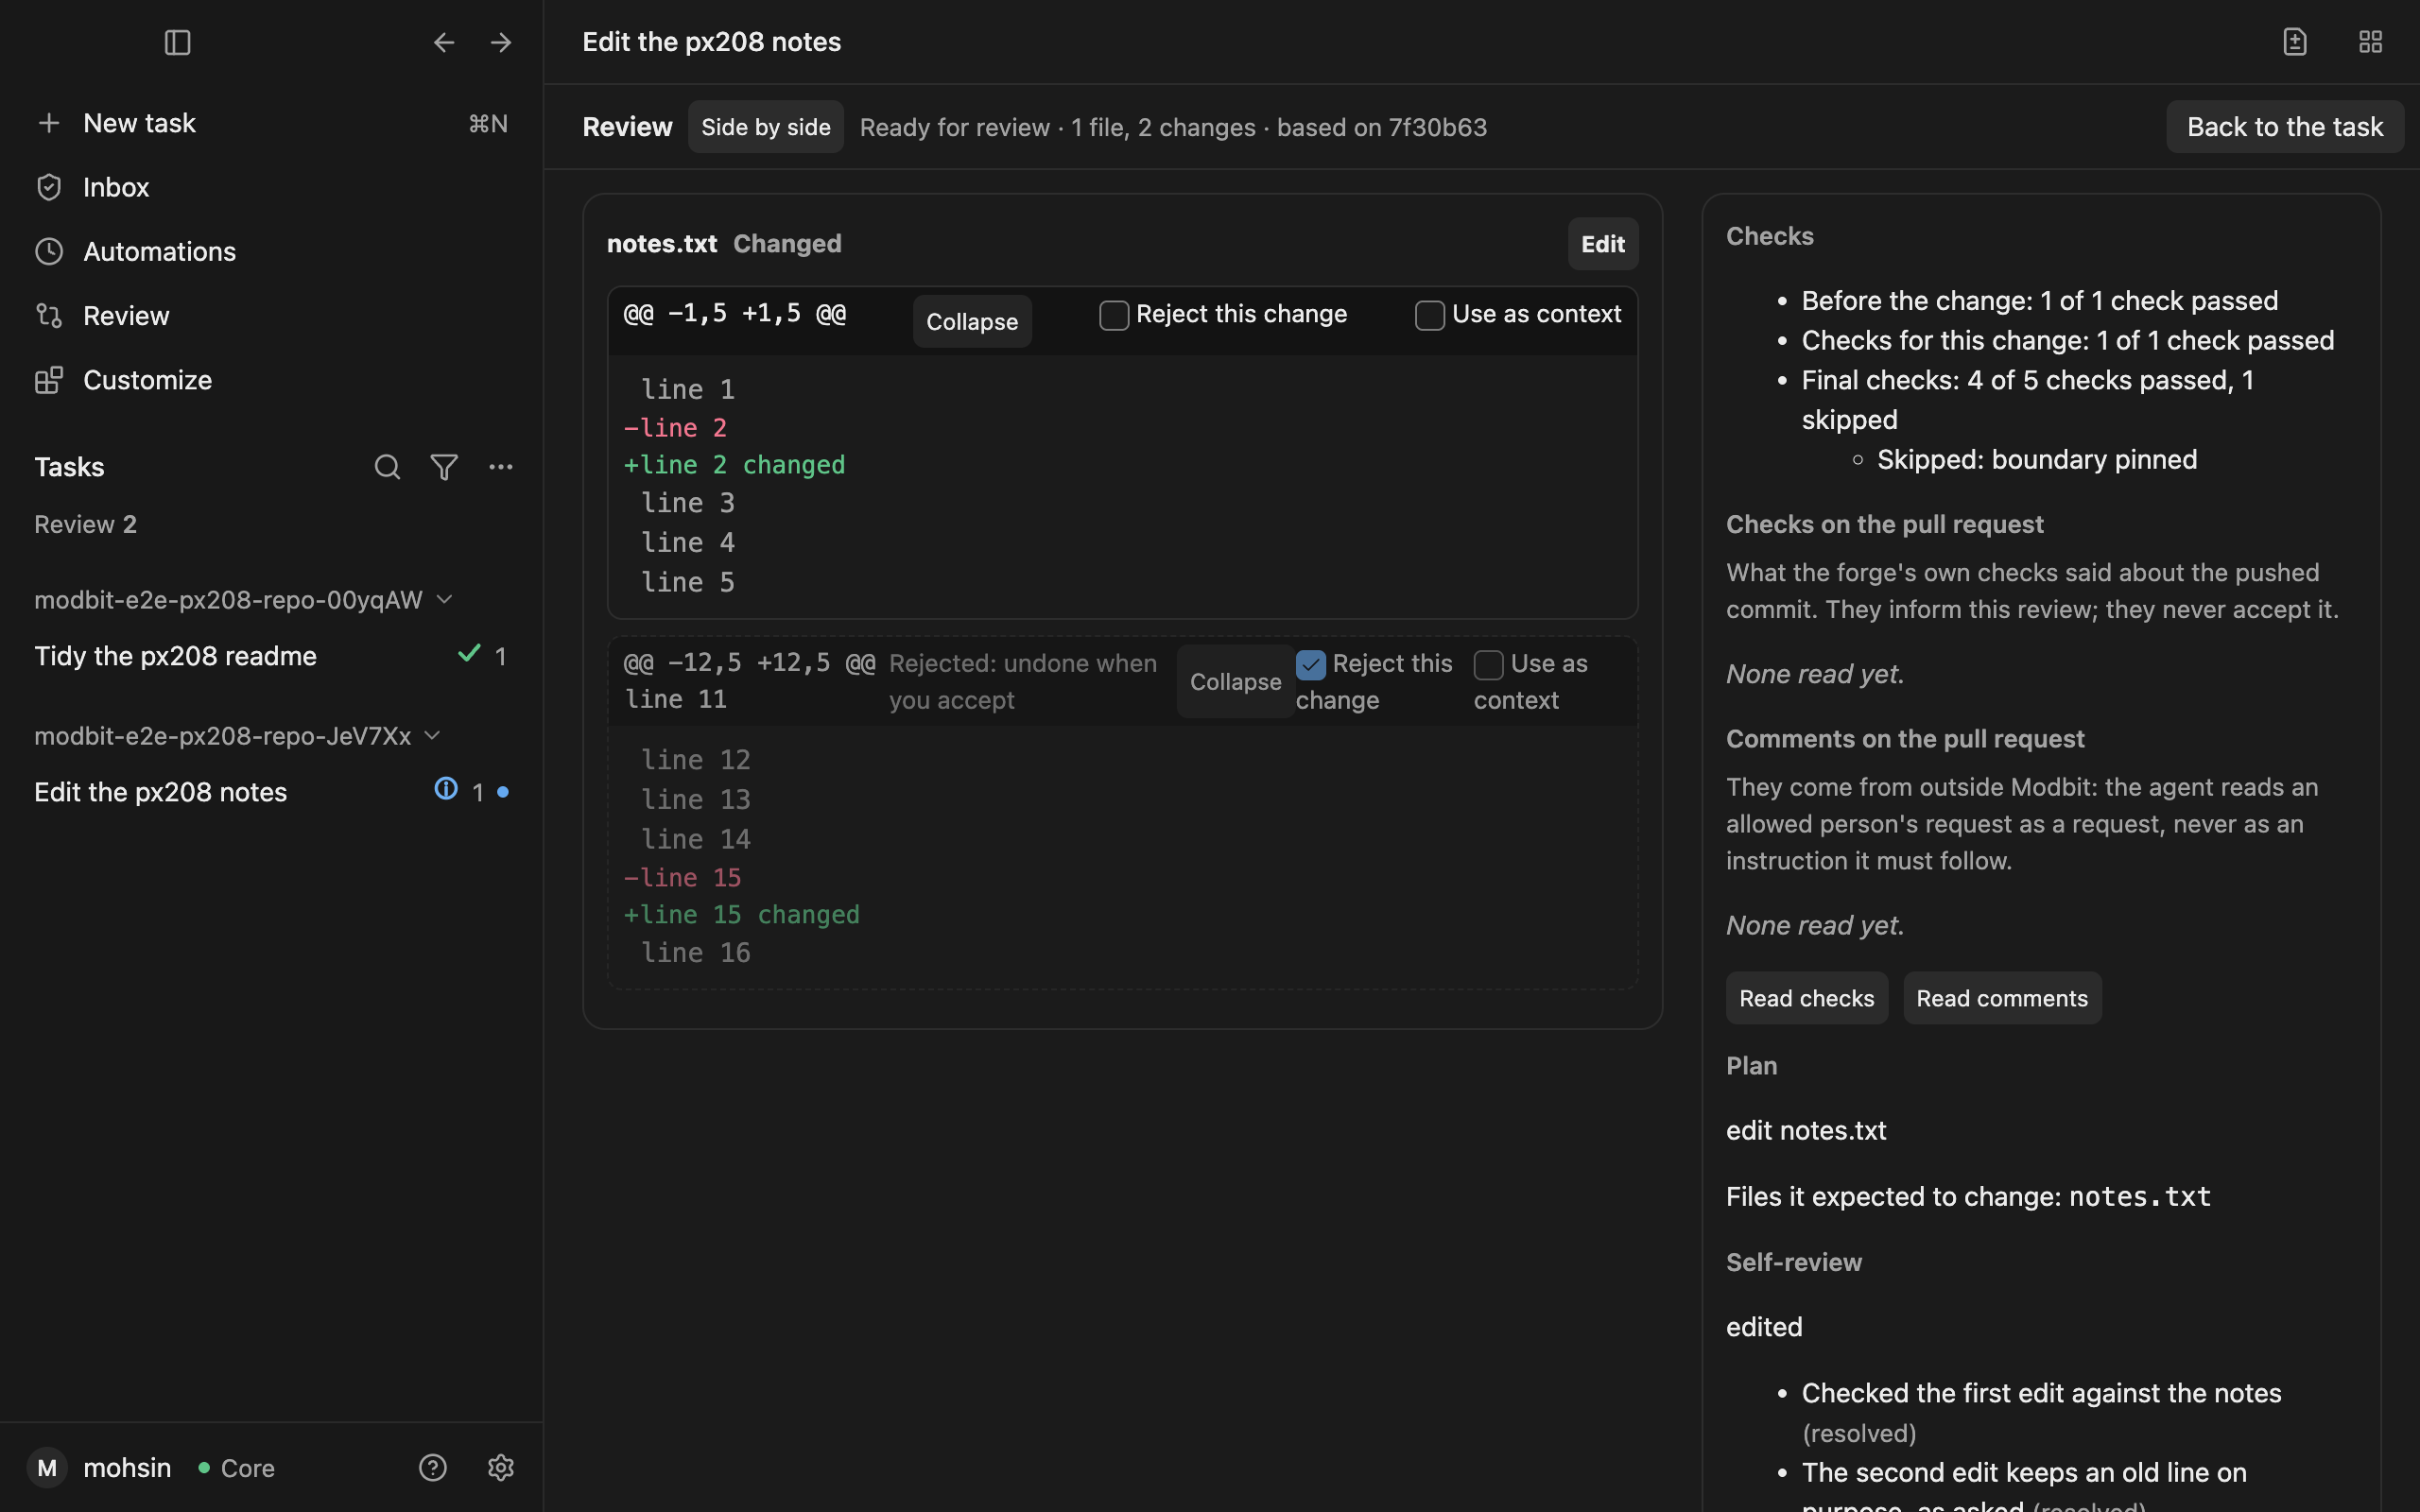 Edit the px208 notes
New task ⌘N
Inbox
Automations
Review
Customize
Tasks
Review 2
modbit-e2e-px208-repo-00yqAW
Tidy the px208 readme 1
modbit-e2e-px208-repo-JeV7Xx
Edit the px208 notes 1
M mohsin Core
Review Side by side Ready for review · 1 file, 2 changes · based on 7f30b63 Back to the task
notes.txt Changed Edit
@@ -1,5 +1,5 @@ Collapse Reject this change Use as context
line 1
-line 2
+line 2 changed
line 3
line 4
line 5
@@ -12,5 +12,5 @@ Rejected: undone when Collapse Reject this Use as
line 11 you accept change context
line 12
line 13
line 14
-line 15
+line 15 changed
line 16
Checks
• Before the change: 1 of 1 check passed
• Checks for this change: 1 of 1 check passed
• Final checks: 4 of 5 checks passed, 1
skipped
◦ Skipped: boundary pinned
Checks on the pull request
What the forge's own checks said about the pushed
commit. They inform this review; they never accept it.
None read yet.
Comments on the pull request
They come from outside Modbit: the agent reads an
allowed person's request as a request, never as an
instruction it must follow.
None read yet.
Read checks Read comments
Plan
edit notes.txt
Files it expected to change: notes.txt
Self-review
edited
• Checked the first edit against the notes
(resolved)
• The second edit keeps an old line on
purpose, as asked (resolved)